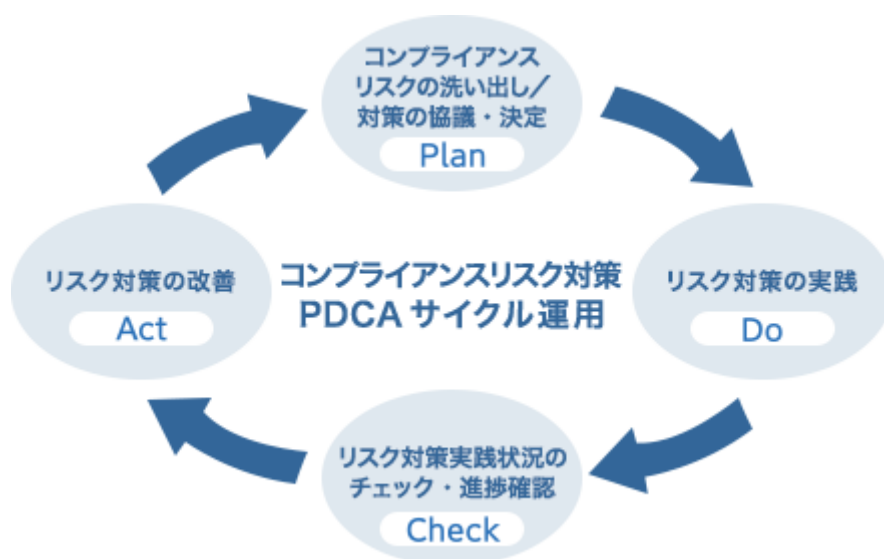 コンプライアンス
リスクの洗い出し／
対策の協議・決定
Plan
リスク対策の改善
Act
コンプライアンスリスク対策
PDCAサイクル運用
リスク対策の実践
Do
リスク対策実践状況の
チェック・進捗確認
Check